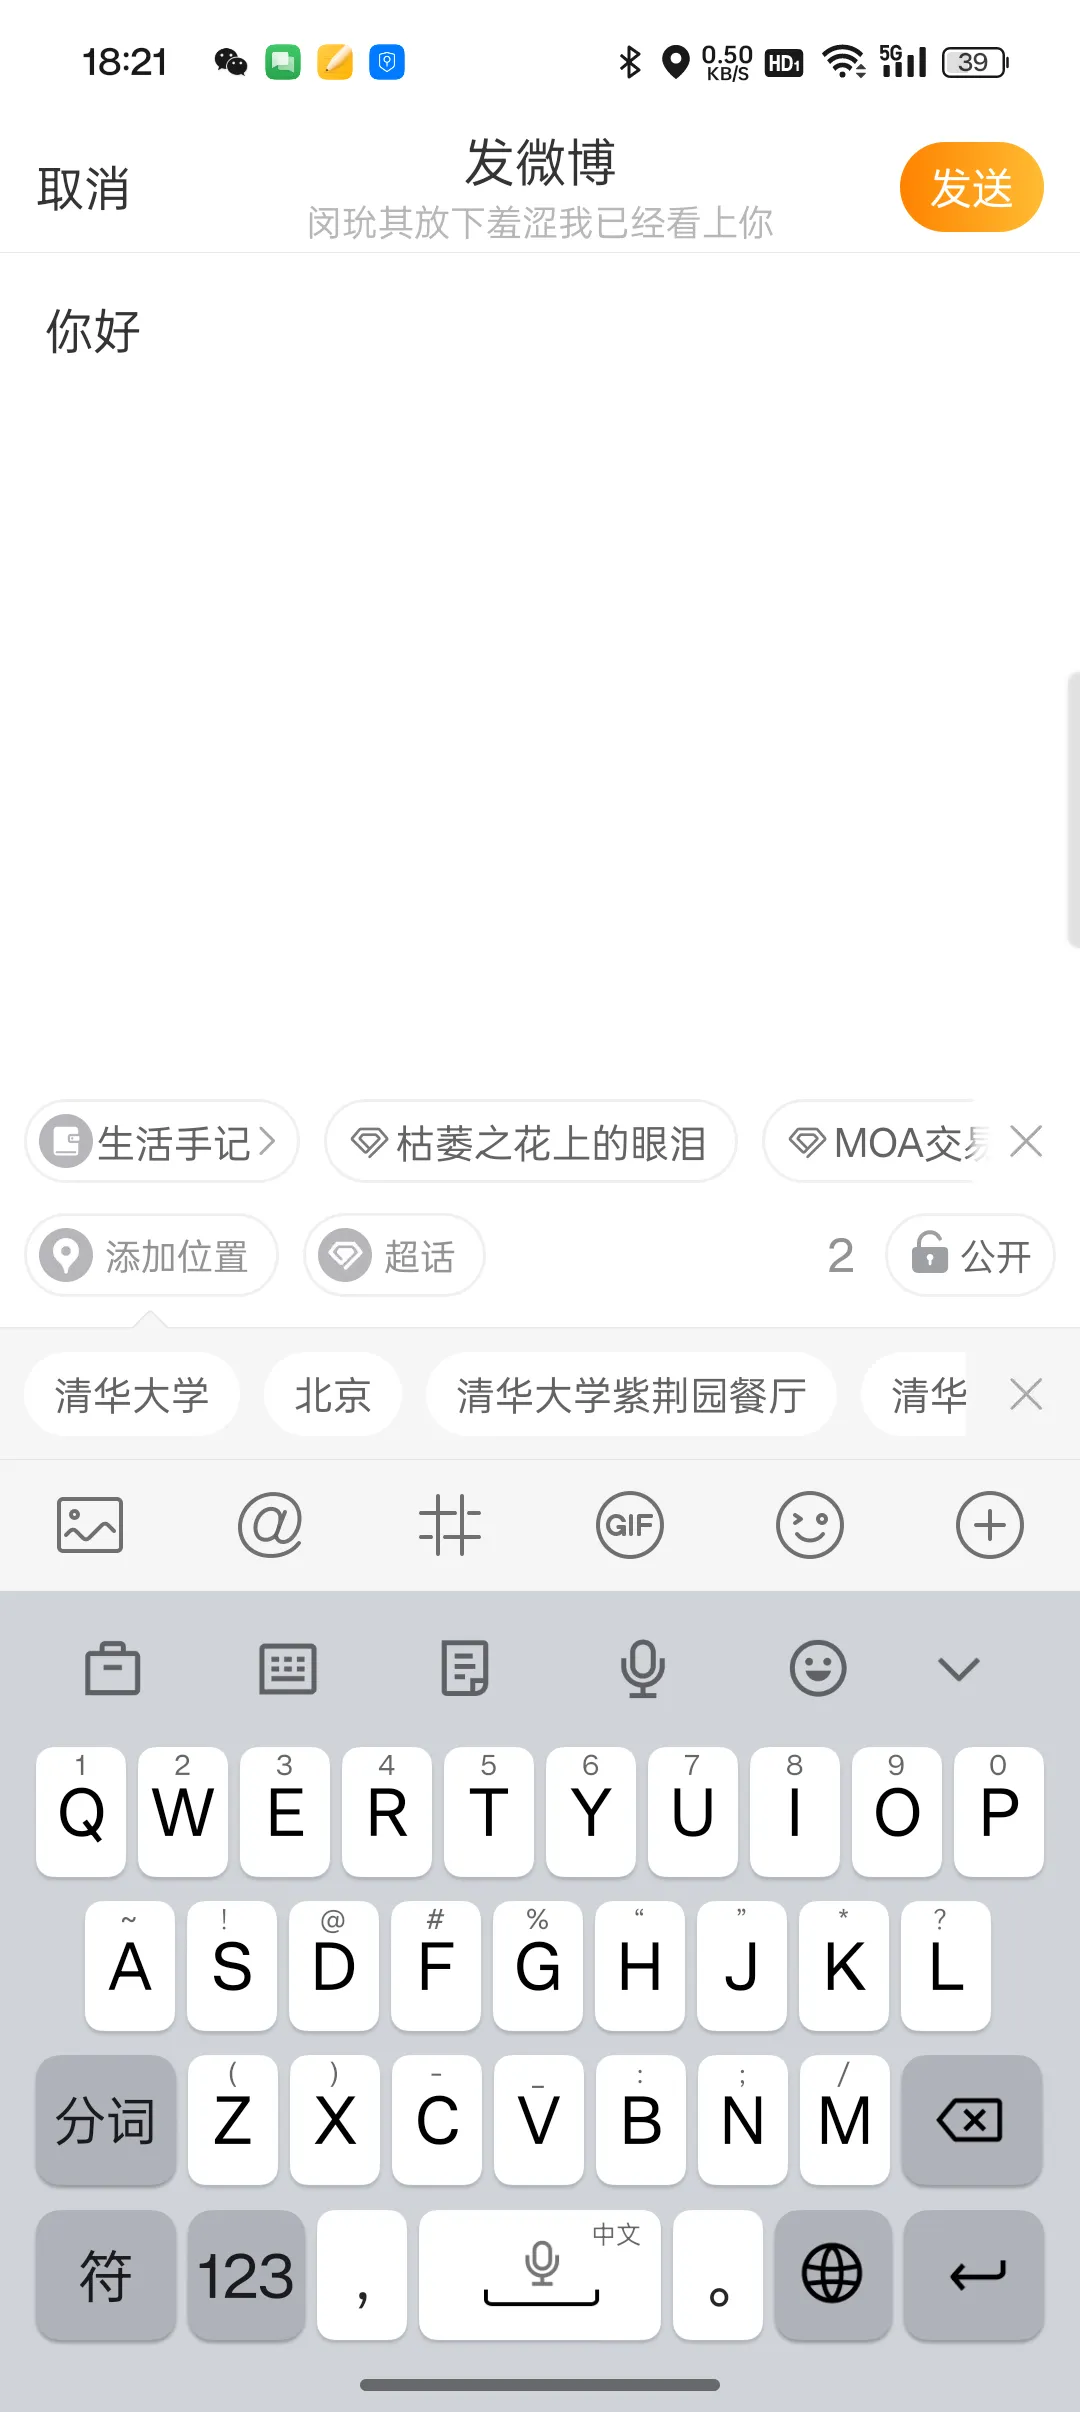 18:21 0.50 KB/S HD1 5G 39
取消 发微博 发送
闵玧其放下羞涩我已经看上你
你好
生活手记 枯萎之花上的眼泪 MOA交易
添加位置 超话 2 公开
清华大学 北京 清华大学紫荆园餐厅 清华
@ GIF
1 2 3 4 5 6 7 8 9 0
Q W E R T Y U I O P
~ ! @ # % “ ” * ?
A S D F G H J K L
( ) - _ : ; /
分词 Z X C V B N M
中文
符 123 , 。